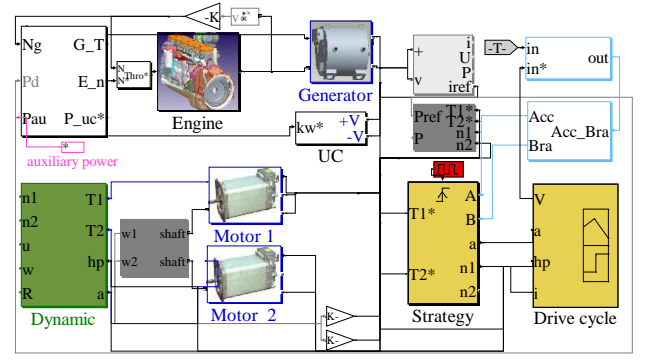 -K
V
Ng
G_T
Pd
E_n
Pau
P_uc*
N
N
Thro*
Engine
Generator
auxiliary power
*
kw*
+V
-V
UC
+
v
i
U
P
iref
Pref
P
T1*
T2*
n1
n2
-T-
in
in*
out
Acc
Bra
Acc_Bra
n1
n2
u
w
R
T1
T2
hp
a
Dynamic
w1
w2
shaft
shaft
Motor 1
Motor 2
K-
K-
T1*
T2*
A
B
a
n1
n2
Strategy
V
a
hp
i
Drive cycle